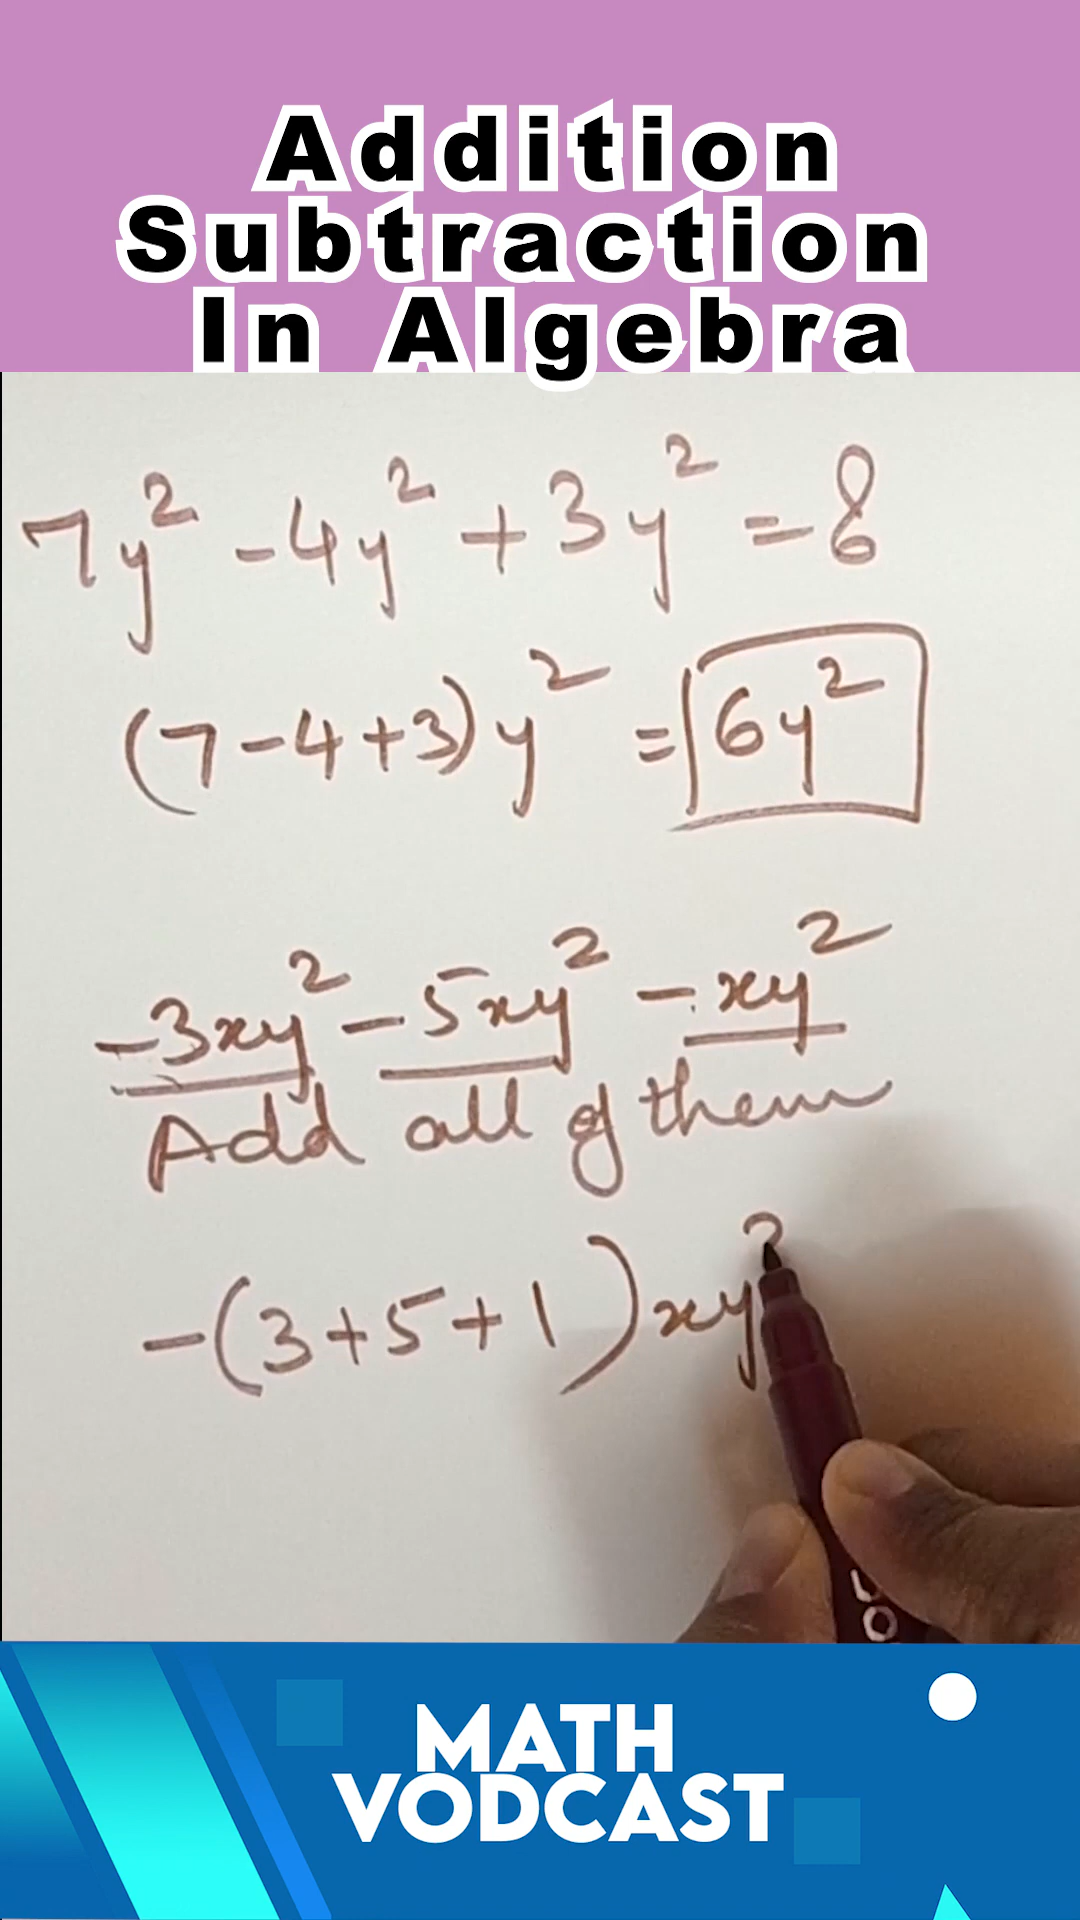 Addition
Subtraction
In Algebra
7y² -4y² +3y² = 8
(7-4+3)y² = 6y²
-3xy² -5xy² -xy²
Add all of them
-(3+5+1)xy²
MATH
VODCAST